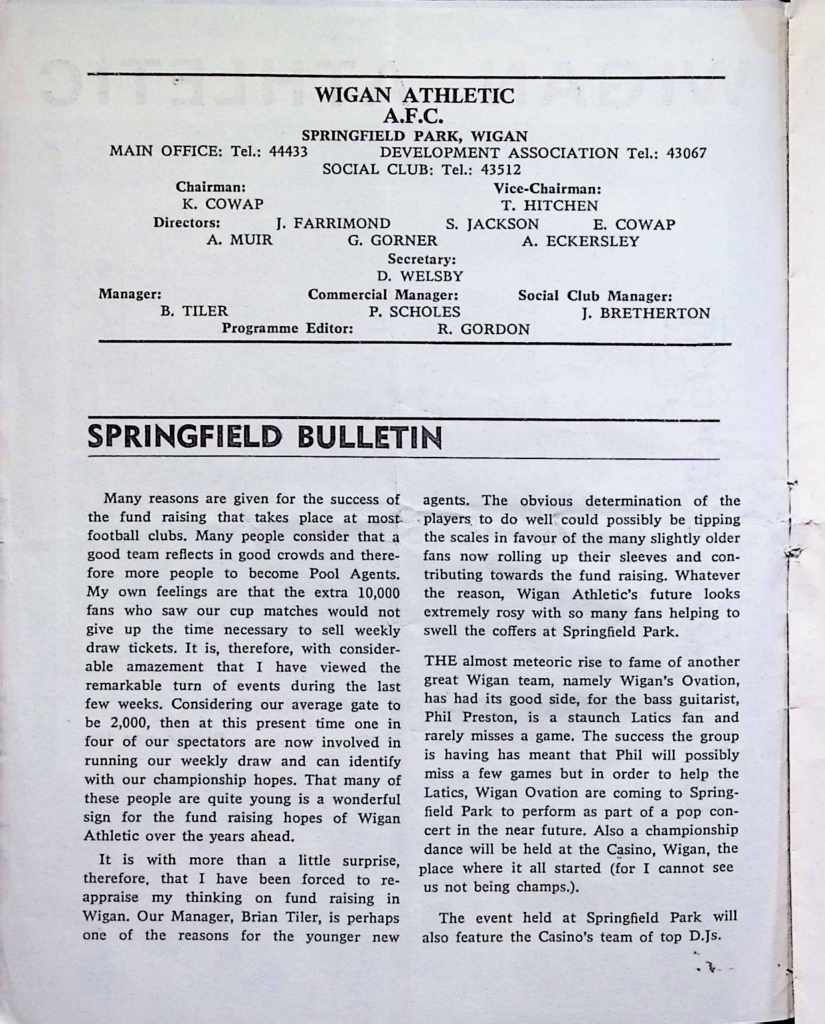 WIGAN ATHLETIC
A.F.C.
SPRINGFIELD PARK, WIGAN
MAIN OFFICE: Tel.: 44433 DEVELOPMENT ASSOCIATION Tel.: 43067
SOCIAL CLUB: Tel.: 43512
Chairman: Vice-Chairman:
K. COWAP T. HITCHEN
Directors: J. FARRIMOND S. JACKSON E. COWAP
A. MUIR G. GORNER A. ECKERSLEY
Secretary:
D. WELSBY
Manager: Commercial Manager: Social Club Manager:
B. TILER P. SCHOLES J. BRETHERTON
Programme Editor: R. GORDON
SPRINGFIELD BULLETIN
Many reasons are given for the success of
the fund raising that takes place at most
football clubs. Many people consider that a
good team reflects in good crowds and there-
fore more people to become Pool Agents.
My own feelings are that the extra 10,000
fans who saw our cup matches would not
give up the time necessary to sell weekly
draw tickets. It is, therefore, with consider-
able amazement that I have viewed the
remarkable turn of events during the last
few weeks. Considering our average gate to
be 2,000, then at this present time one in
four of our spectators are now involved in
running our weekly draw and can identify
with our championship hopes. That many of
these people are quite young is a wonderful
sign for the fund raising hopes of Wigan
Athletic over the years ahead.
It is with more than a little surprise,
therefore, that I have been forced to re-
appraise my thinking on fund raising in
Wigan. Our Manager, Brian Tiler, is perhaps
one of the reasons for the younger new
agents. The obvious determination of the
players to do well could possibly be tipping
the scales in favour of the many slightly older
fans now rolling up their sleeves and con-
tributing towards the fund raising. Whatever
the reason, Wigan Athletic's future looks
extremely rosy with so many fans helping to
swell the coffers at Springfield Park.
THE almost meteoric rise to fame of another
great Wigan team, namely Wigan's Ovation,
has had its good side, for the bass guitarist,
Phil Preston, is a staunch Latics fan and
rarely misses a game. The success the group
is having has meant that Phil will possibly
miss a few games but in order to help the
Latics, Wigan Ovation are coming to Spring-
field Park to perform as part of a pop con-
cert in the near future. Also a championship
dance will be held at the Casino, Wigan, the
place where it all started (for I cannot see
us not being champs.).
The event held at Springfield Park will
also feature the Casino's team of top D.Js.